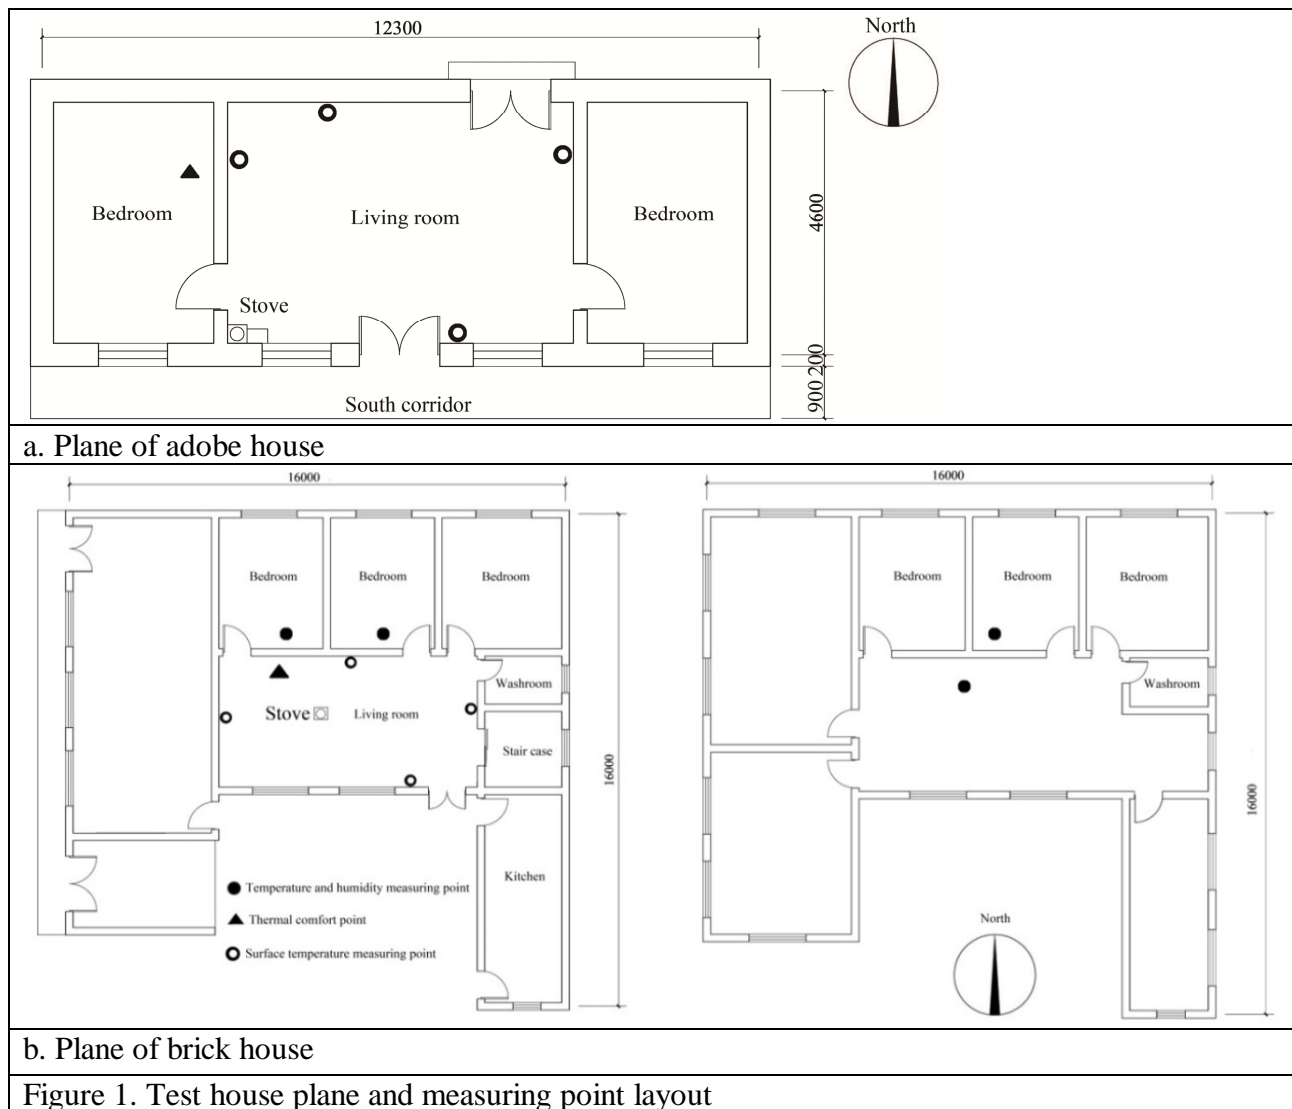 12300
North
Bedroom
Living room
Bedroom
4600
Stove
200
900
South corridor
a. Plane of adobe house
16000
16000
Bedroom
Bedroom
Bedroom
Bedroom
Bedroom
Bedroom
Washroom
Washroom
Stove
Living room
Stair case
16000
16000
Kitchen
Temperature and humidity measuring point
Thermal comfort point
North
Surface temperature measuring point
b. Plane of brick house
Figure 1. Test house plane and measuring point layout